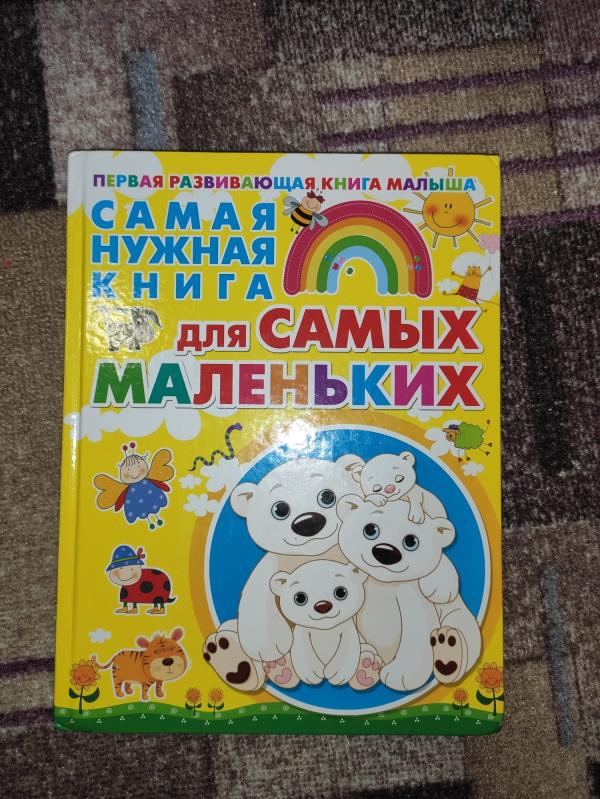 ПЕРВАЯ РАЗВИВАЮЩАЯ КНИГА МАЛЫША
САМАЯ
НУЖНАЯ
КНИГА
для САМЫХ
МАЛЕНЬКИХ